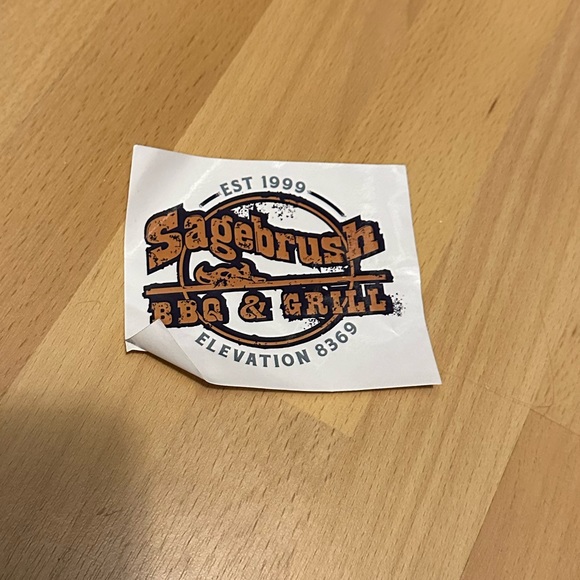 EST 1999
Sagebrush
BBQ & GRILL
ELEVATION 8369